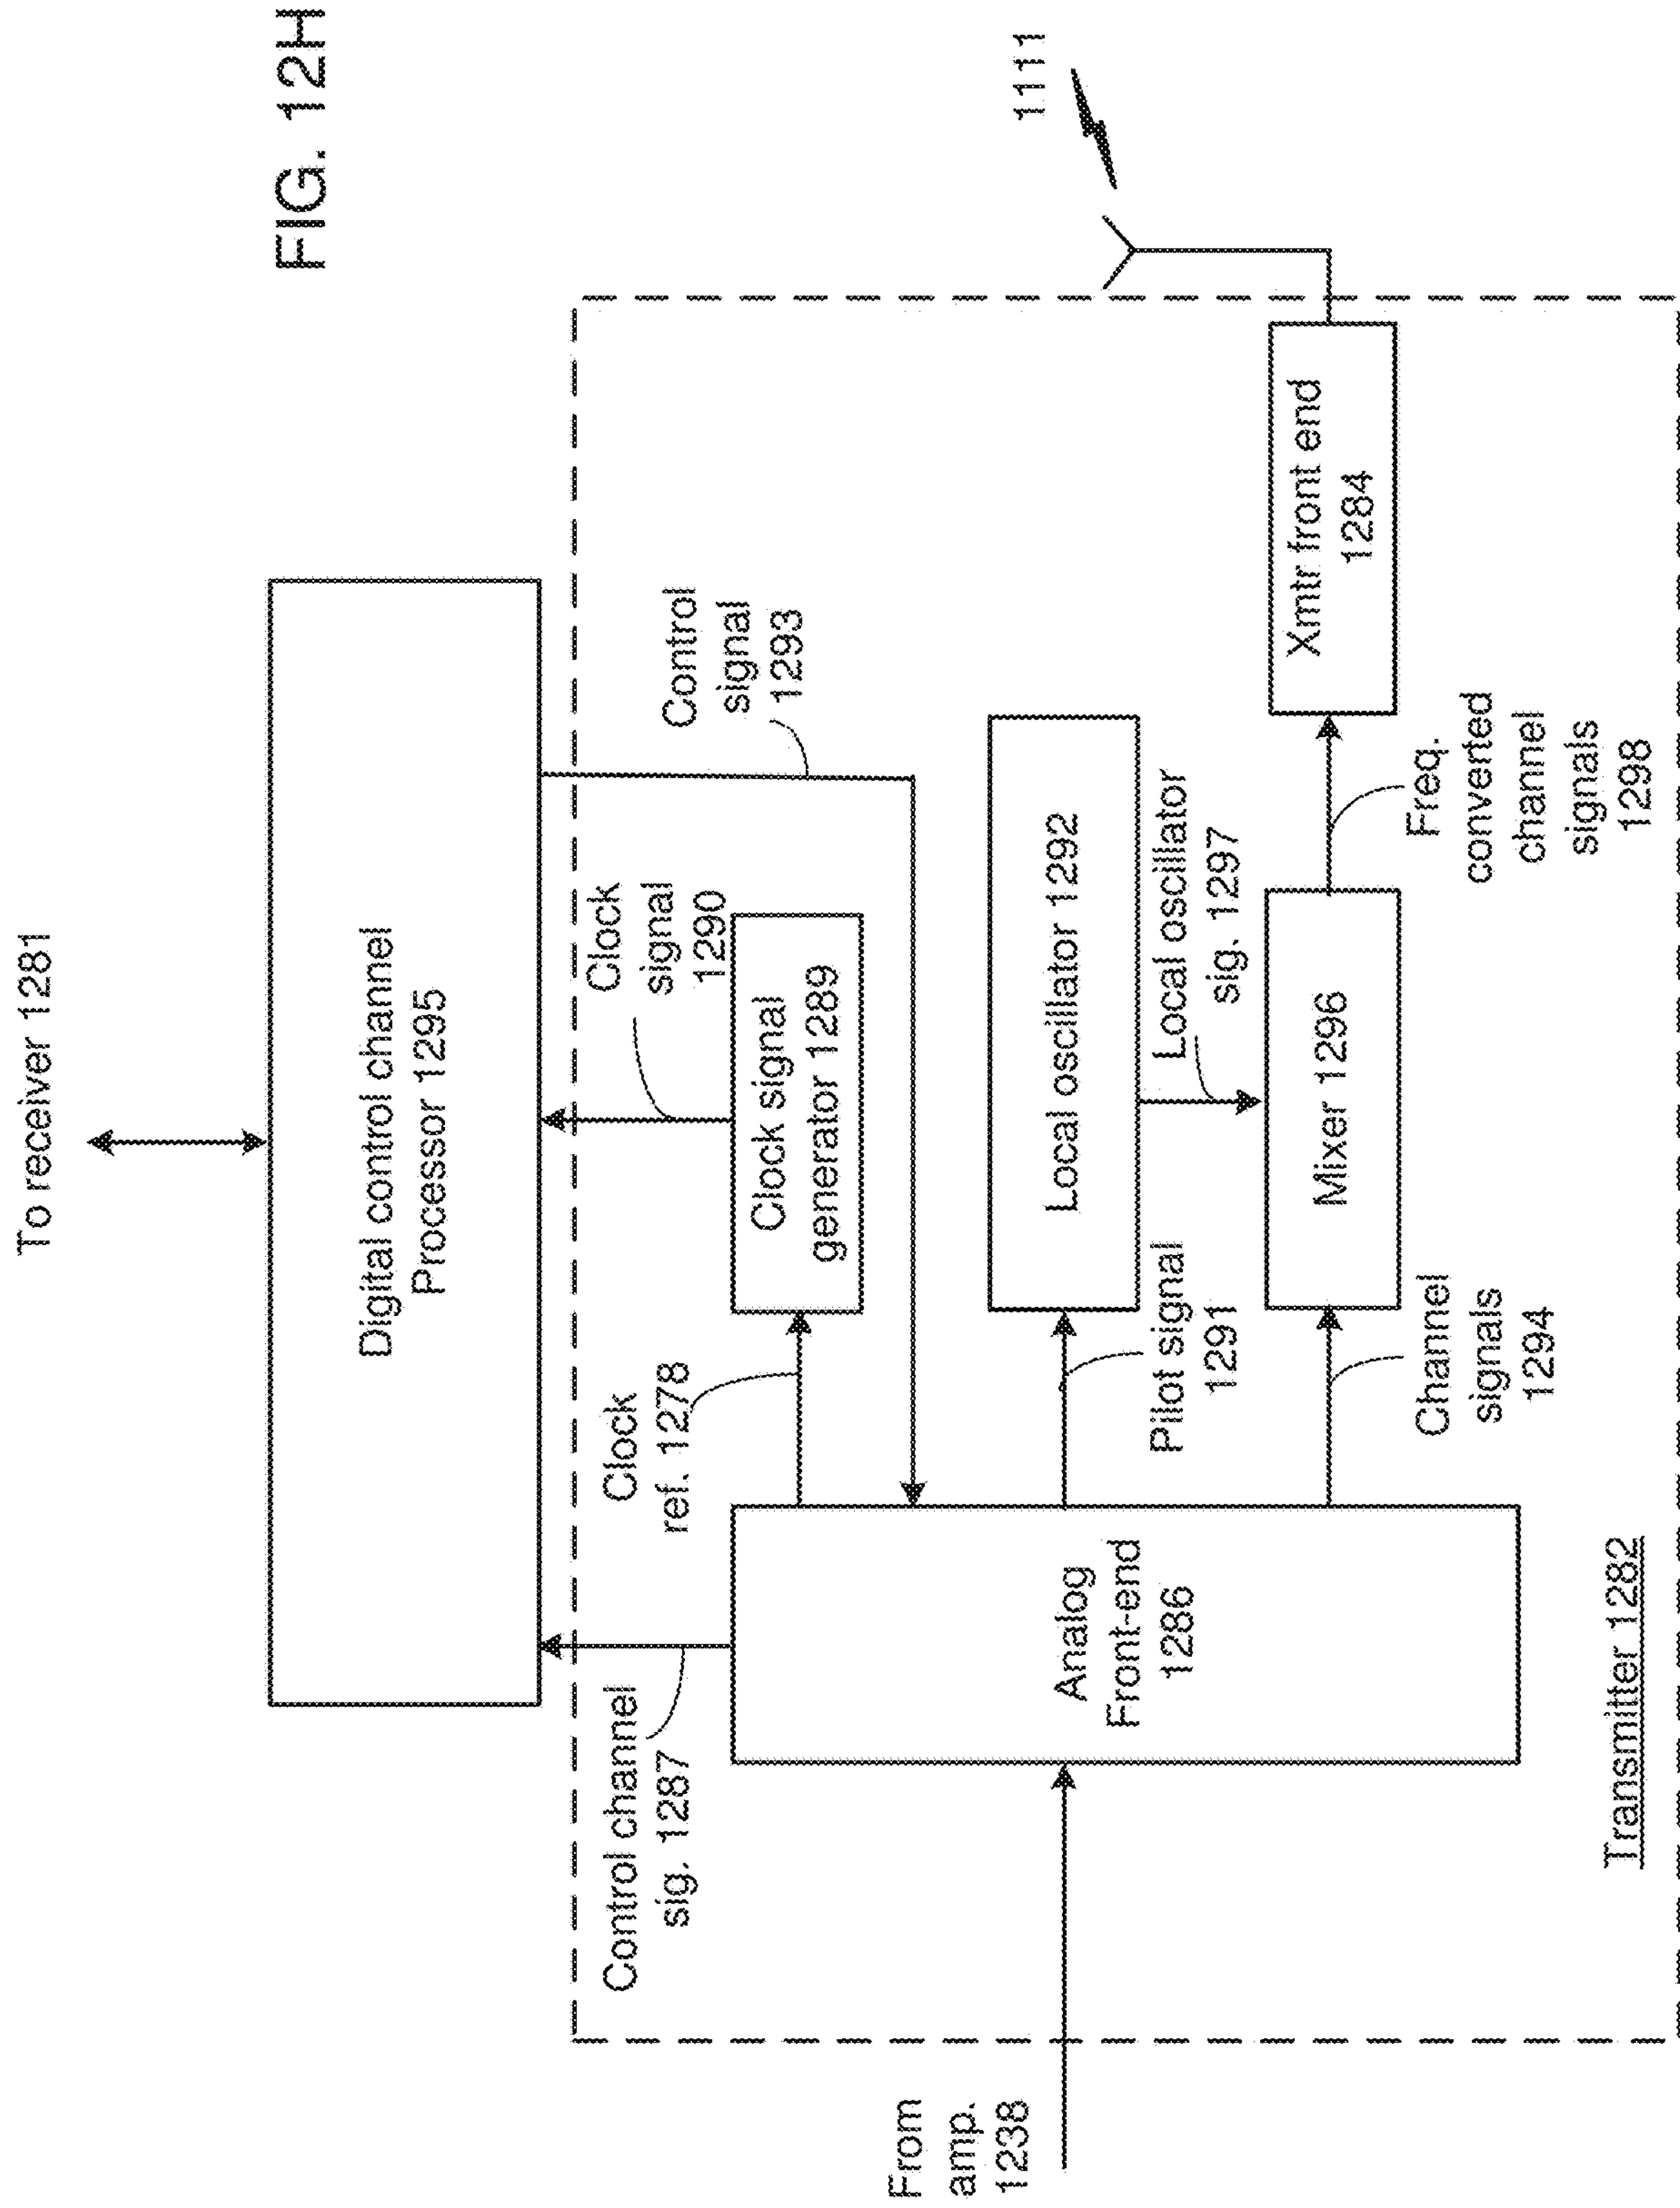 FIG. 12H
To receiver 1281
Digital control channel
Processor 1295
Control channel
sig. 1287
Clock
ref. 1278
Clock
signal
1290
Control
signal
1293
Clock signal
generator 1289
From
amp.
1238
Analog
Front-end
1286
Pilot signal
1291
Local oscillator 1292
Local oscillator
sig. 1297
Channel
signals
1294
Mixer 1296
Freq.
converted
channel
signals
1298
Xmtr front end
1284
1111
Transmitter 1282